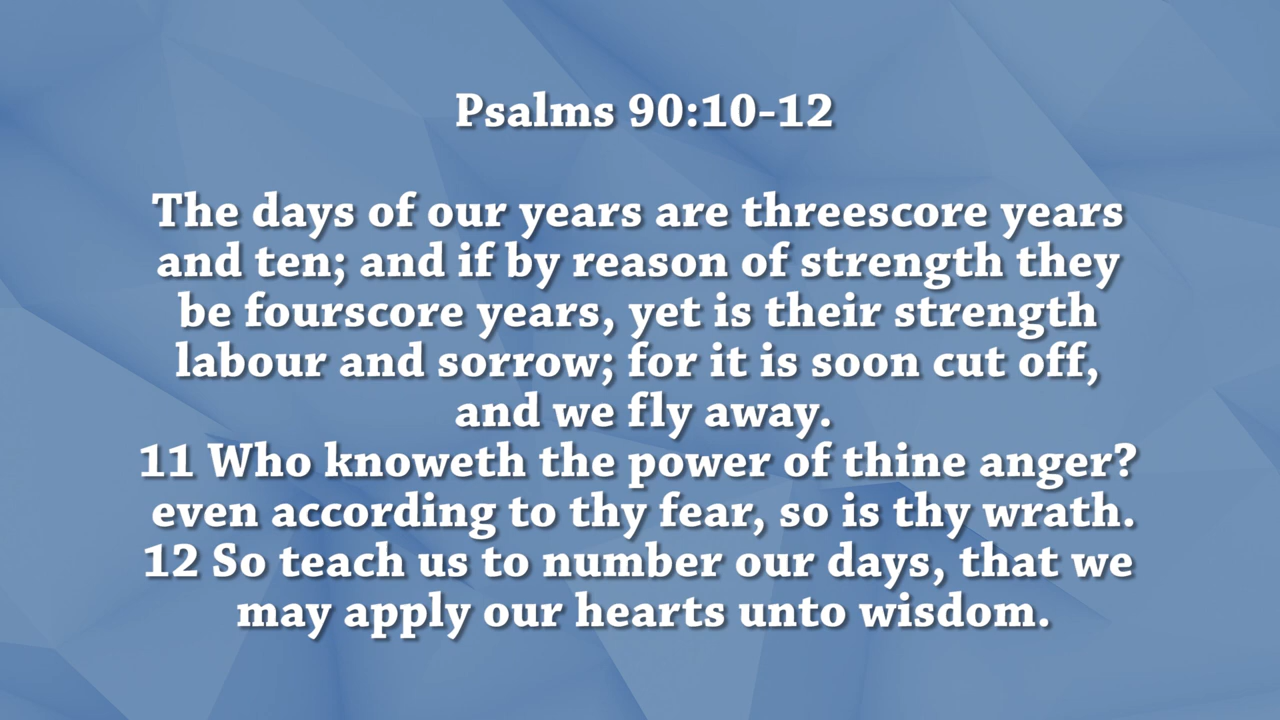 Psalms 90:10-12
The days of our years are threescore years
and ten; and if by reason of strength they
be fourscore years, yet is their strength
labour and sorrow; for it is soon cut off,
and we fly away.
11 Who knoweth the power of thine anger?
even according to thy fear, so is thy wrath.
12 So teach us to number our days, that we
may apply our hearts unto wisdom.